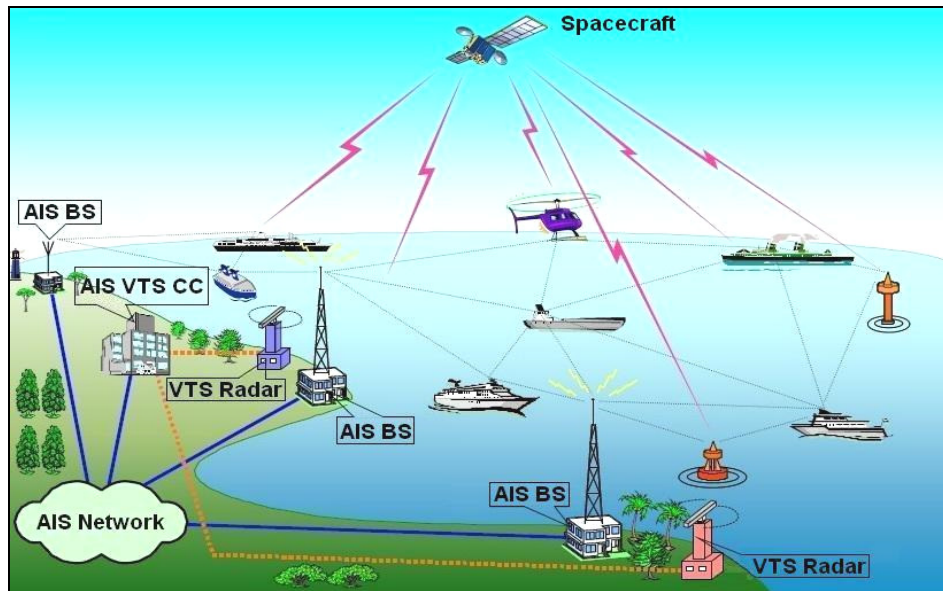 Spacecraft
AIS BS
AIS VTS CC
VTS Radar
AIS BS
AIS BS
AIS Network
VTS Radar